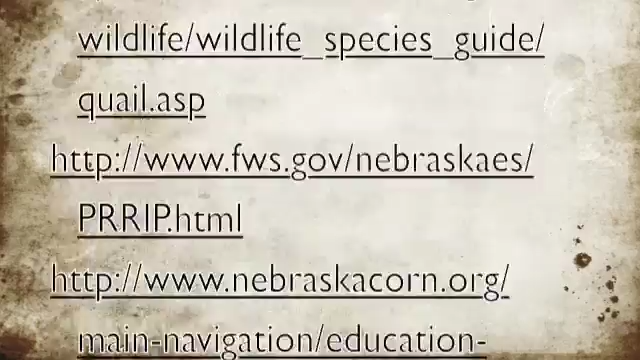 wildlife/wildlife_species_guide/
quail.asp
http://www.fws.gov/nebraskaes/
PRRIP.html
http://www.nebraskacorn.org/
main-navigation/education-